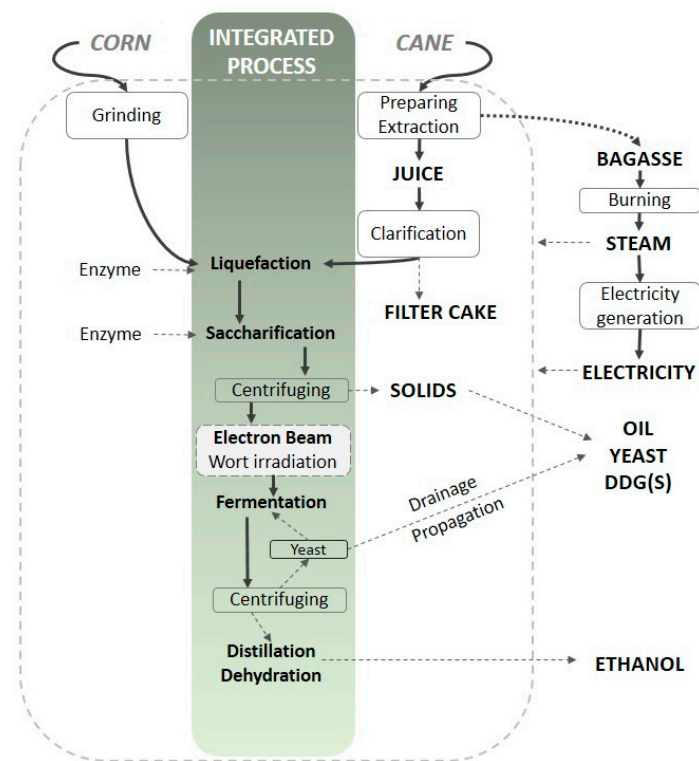 CORN
INTEGRATED
PROCESS
CANE
Grinding
Preparing
Extraction
BAGASSE
JUICE
Burning
Clarification
STEAM
Enzyme
Liquefaction
Electricity
generation
FILTER CAKE
Enzyme
Saccharification
ELECTRICITY
Centrifuging
SOLIDS
Electron Beam
Wort irradiation
OIL
YEAST
DDG(S)
Fermentation
Drainage
Propagation
Yeast
Centrifuging
Distillation
Dehydration
ETHANOL